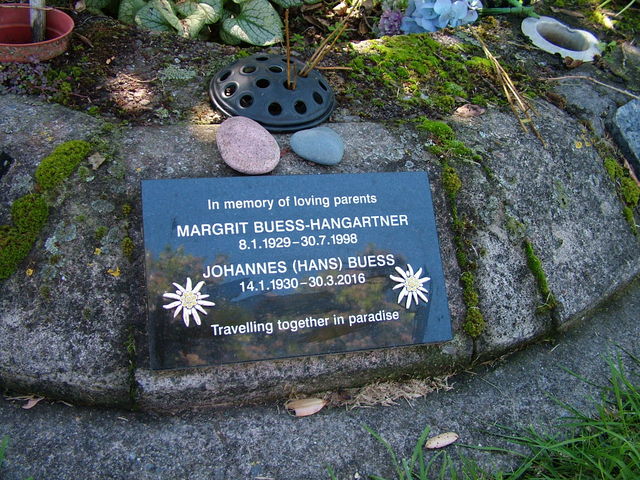 In memory of loving parents
MARGRIT BUESS-HANGARTNER
8.1.1929–30.7.1998
JOHANNES (HANS) BUESS
14.1.1930–30.3.2016
Travelling together in paradise